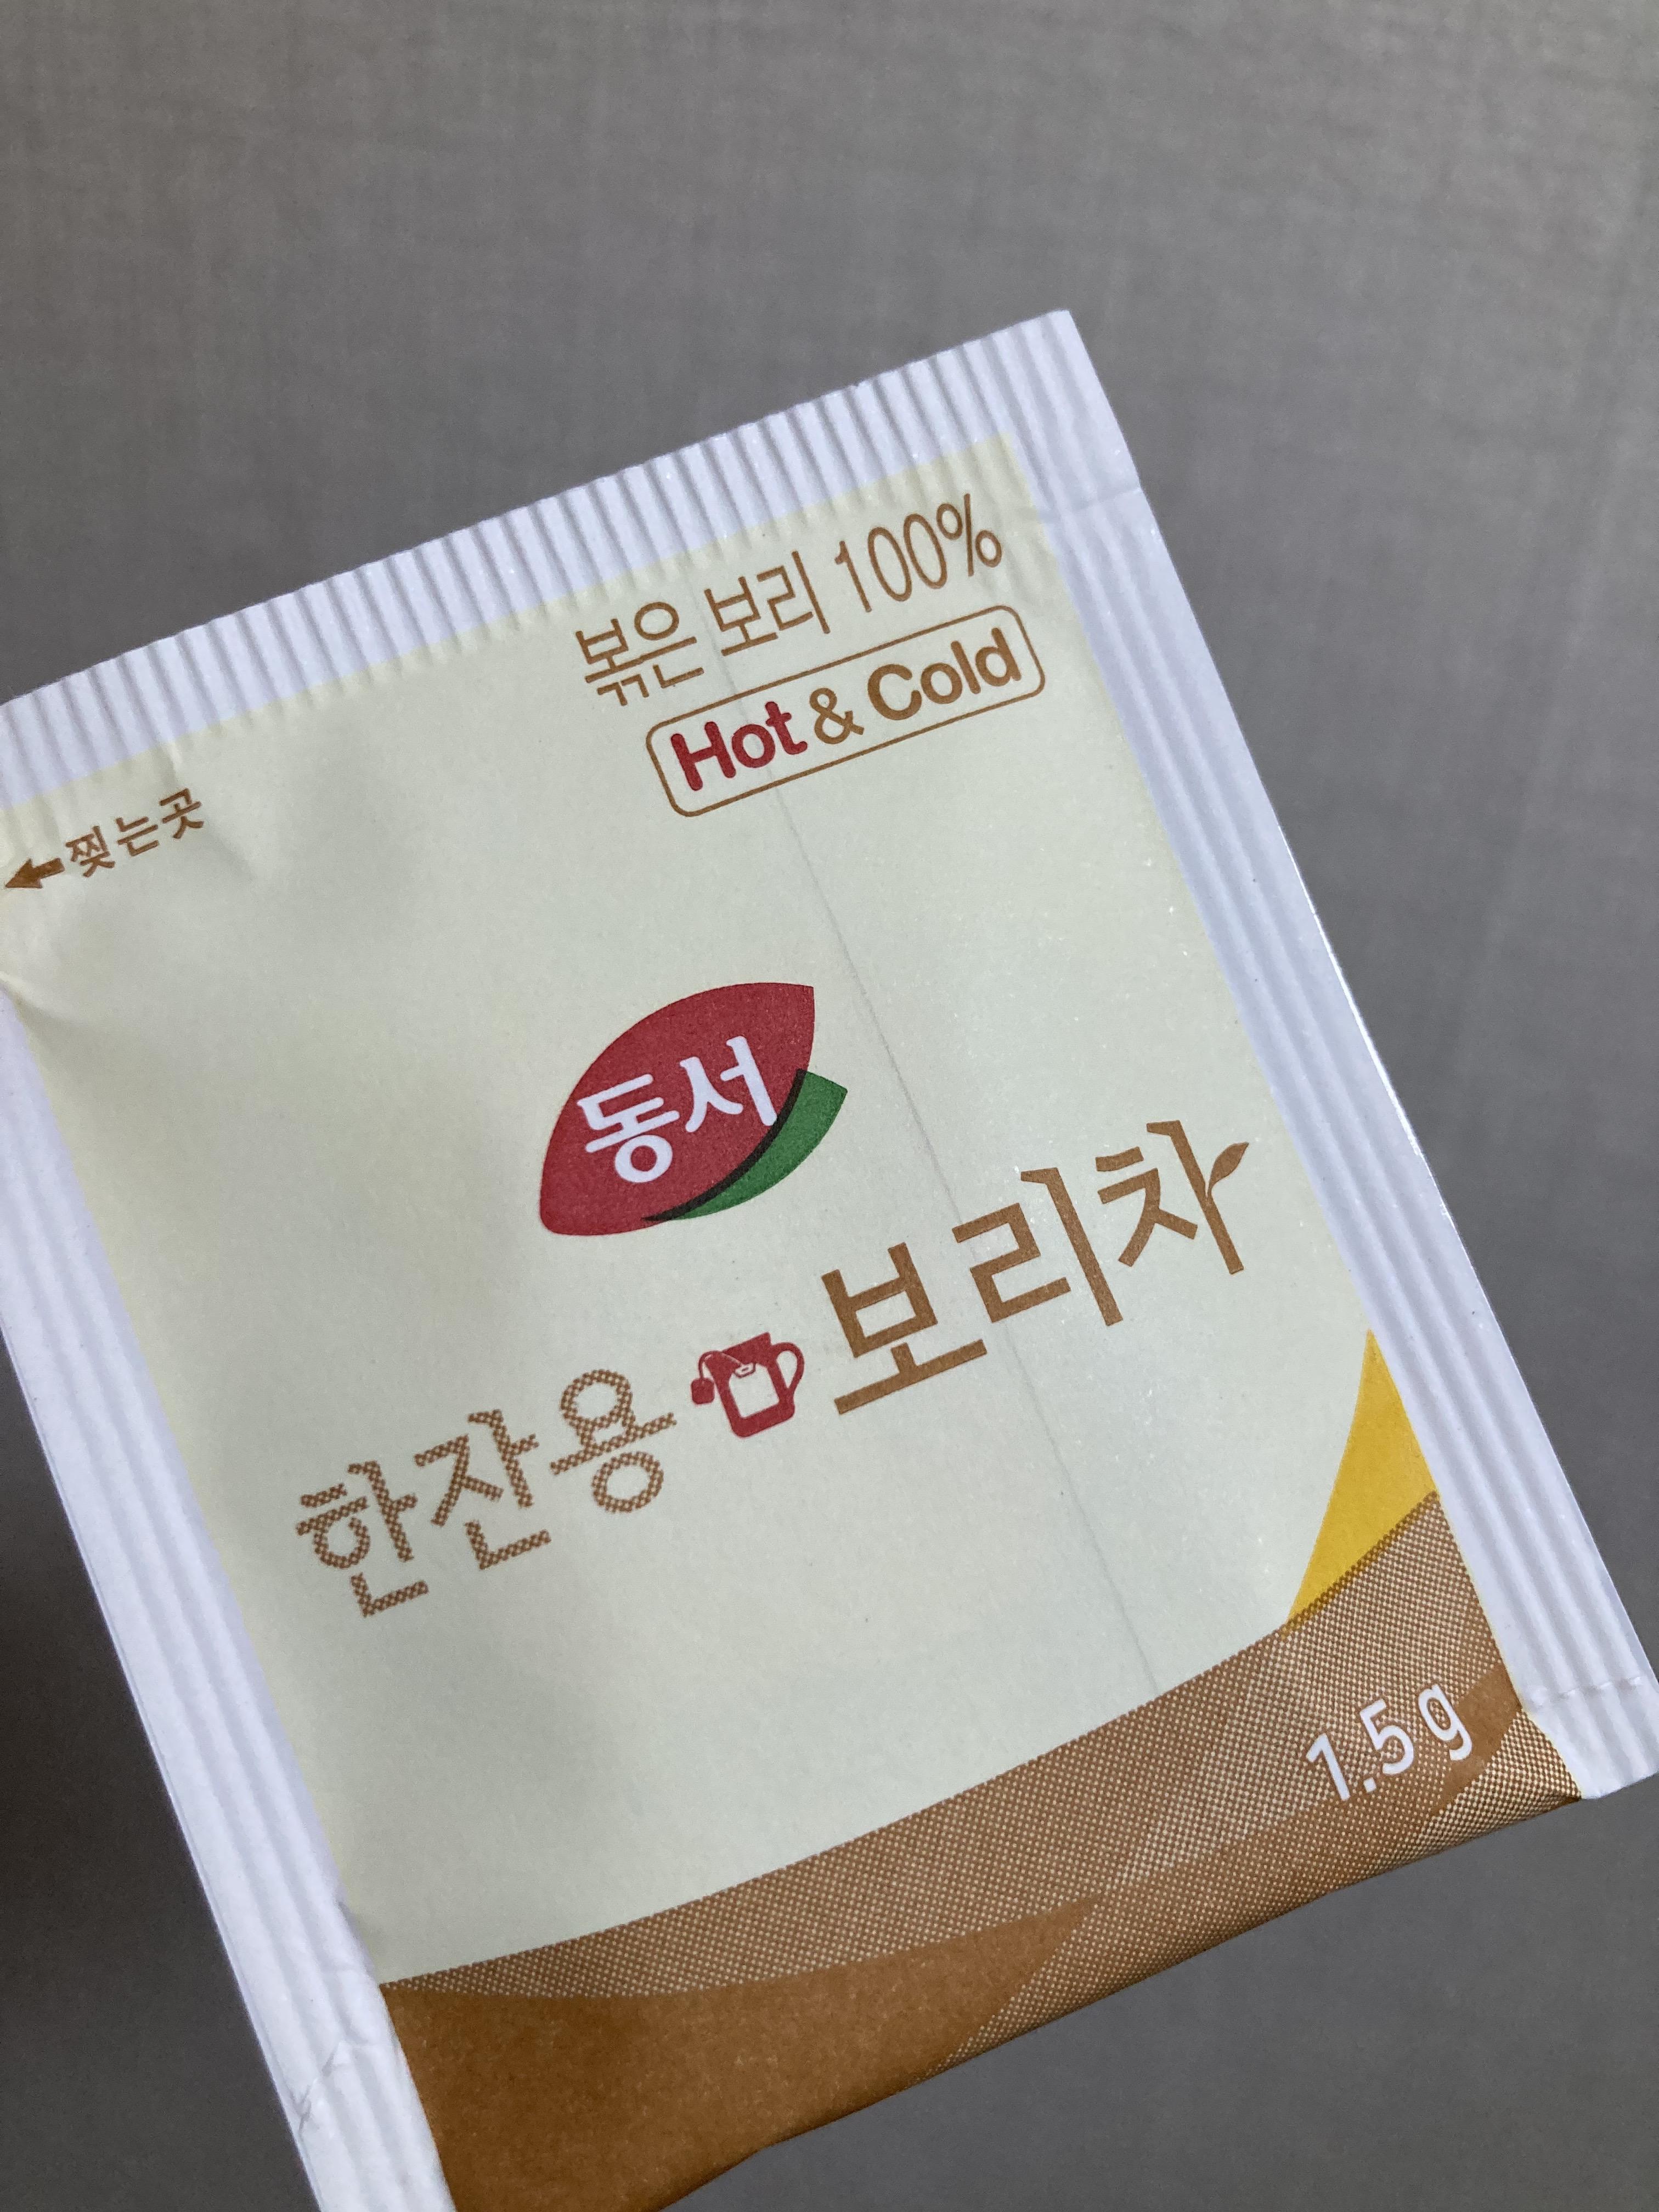 볶은 보리 100%
Hot & Cold
찢는곳
동서
한잔용 보리차
1.5 g